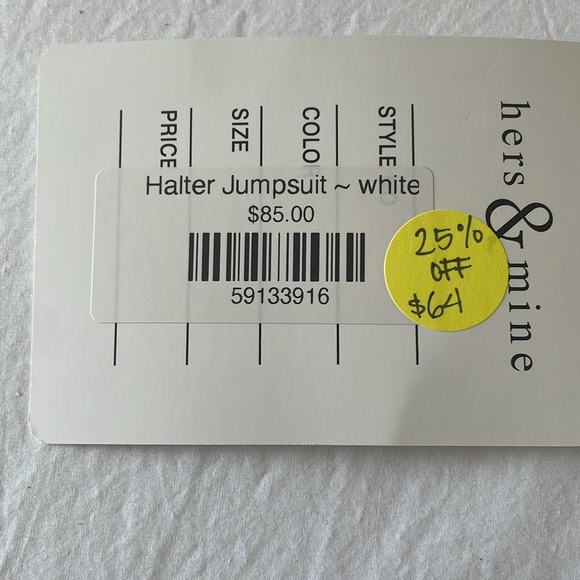 PRICE
SIZE
COLO
STYLE
hers & mine
Halter Jumpsuit ~ white
$85.00
59133916
25%
OFF
$64